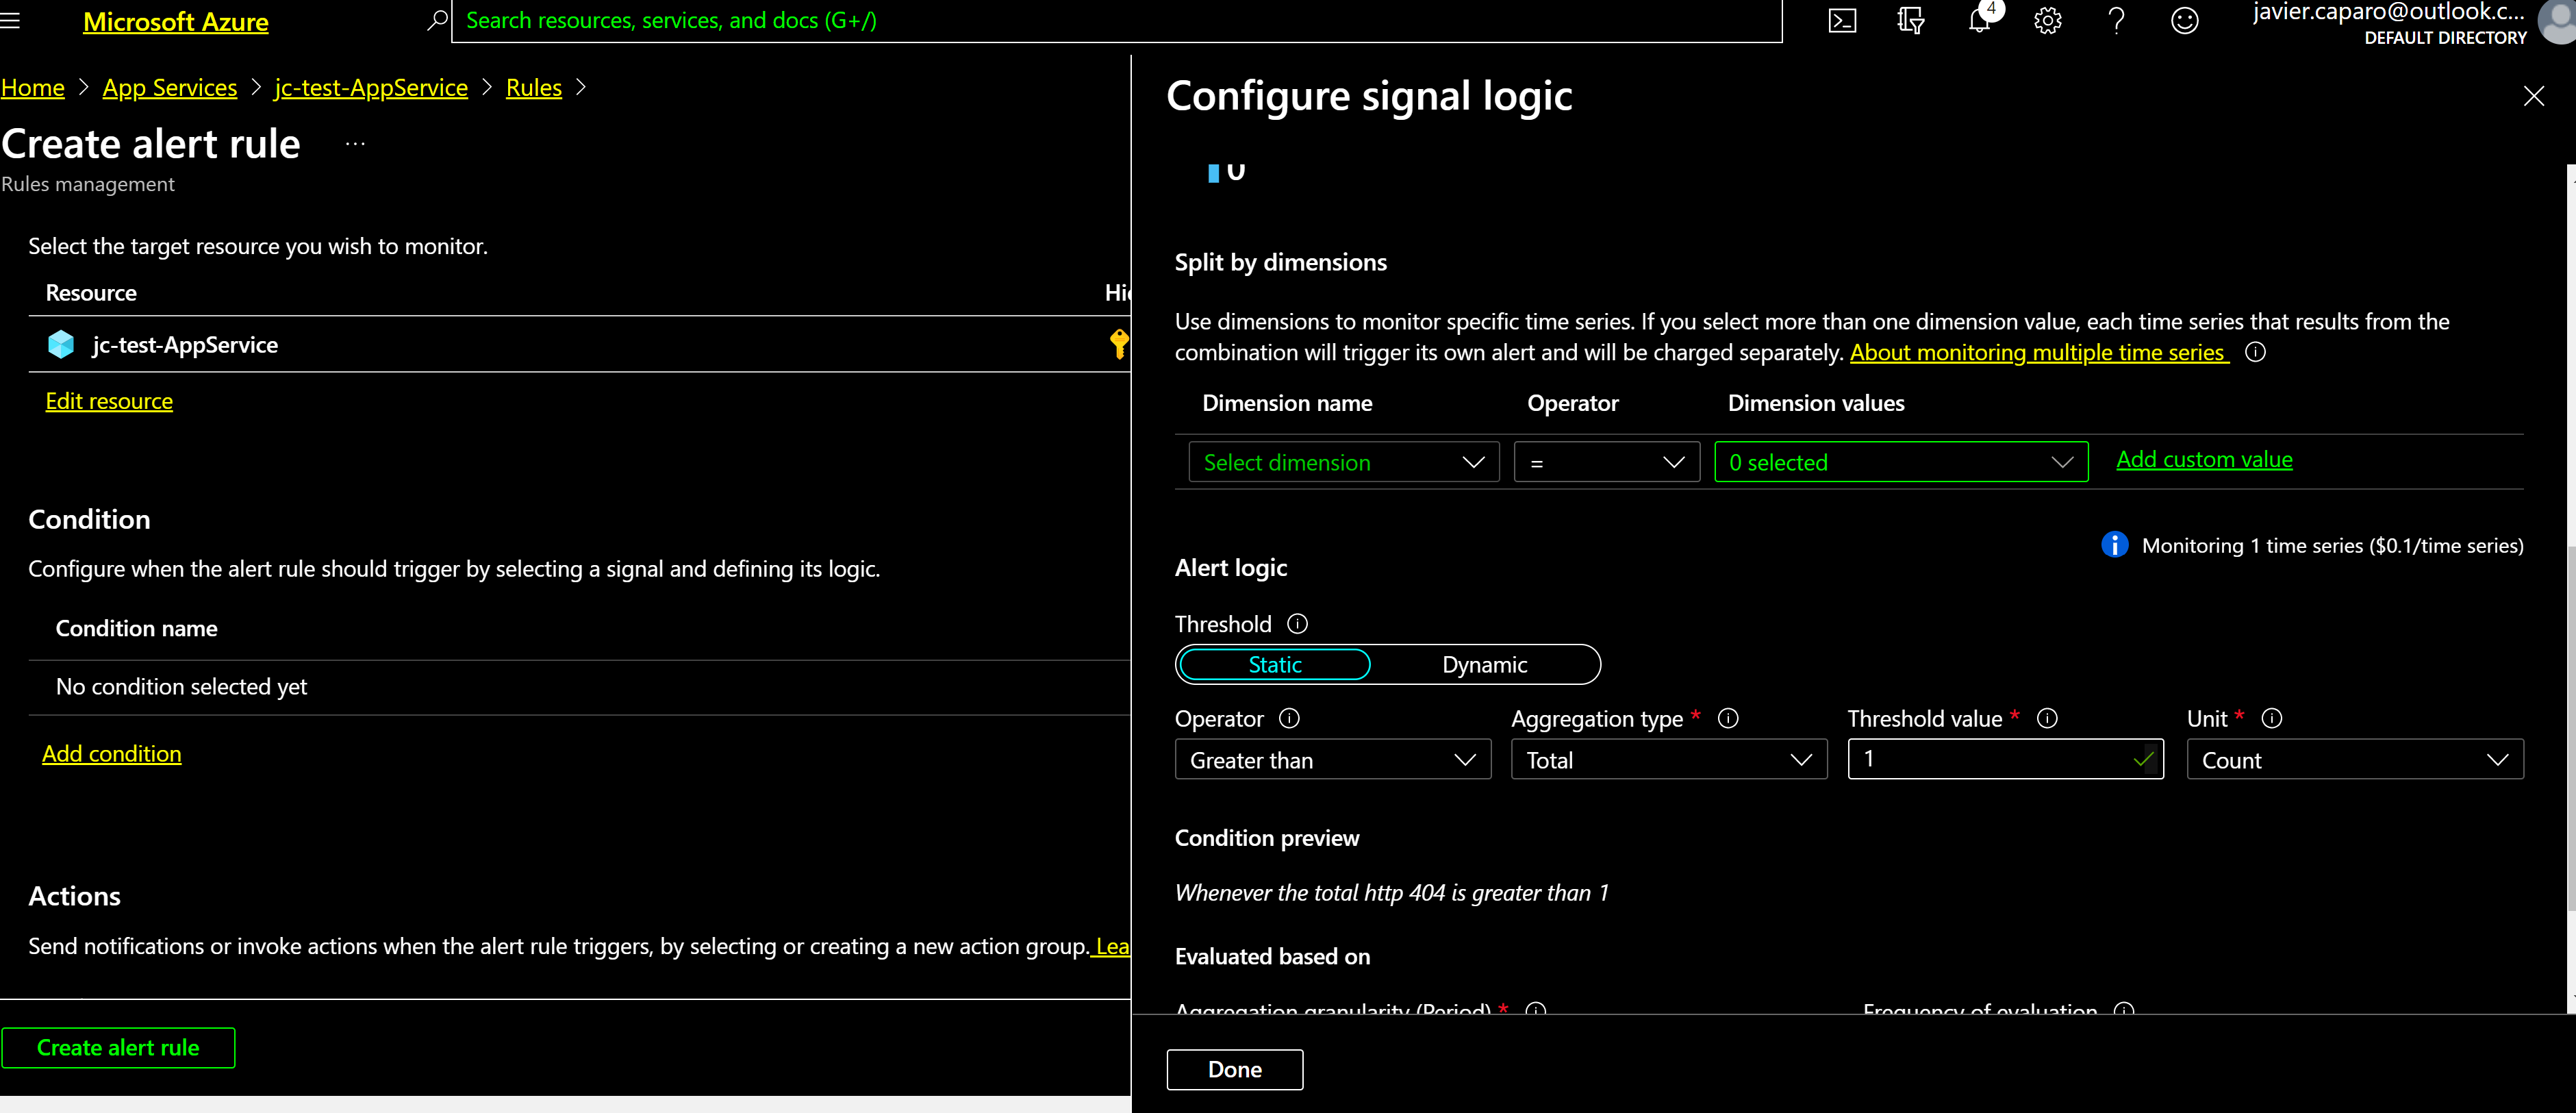 Microsoft Azure
Search resources, services, and docs (G+/)
4
javier.caparo@outlook.c...
DEFAULT DIRECTORY
Home > App Services > jc-test-AppService > Rules >
Create alert rule ...
Rules management
Select the target resource you wish to monitor.
Resource
jc-test-AppService
Edit resource
Condition
Configure when the alert rule should trigger by selecting a signal and defining its logic.
Condition name
No condition selected yet
Add condition
Actions
Send notifications or invoke actions when the alert rule triggers, by selecting or creating a new action group. Lea
Create alert rule
Configure signal logic
Split by dimensions
Use dimensions to monitor specific time series. If you select more than one dimension value, each time series that results from the
combination will trigger its own alert and will be charged separately. About monitoring multiple time series
Dimension name Operator Dimension values
Select dimension = 0 selected Add custom value
Monitoring 1 time series ($0.1/time series)
Alert logic
Threshold
Static Dynamic
Operator Aggregation type * Threshold value * Unit *
Greater than Total 1 Count
Condition preview
Whenever the total http 404 is greater than 1
Evaluated based on
Aggregation granularity (Period) * Frequency of evaluation
Done